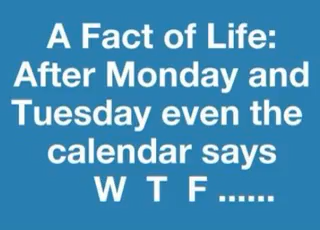 A Fact of Life:
After Monday and
Tuesday even the
calendar says
W T F ......